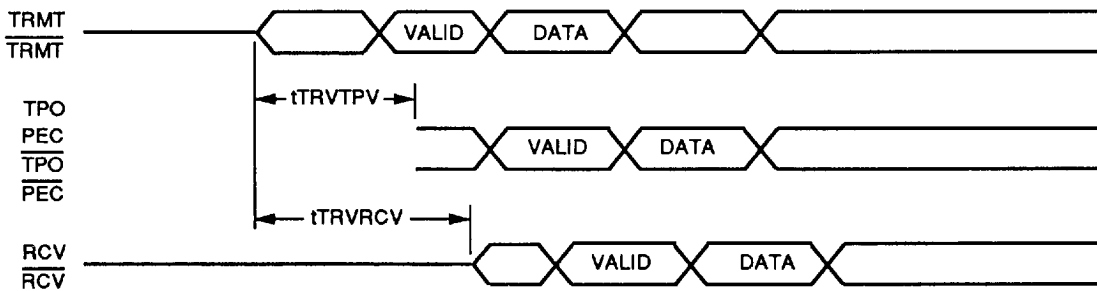 TRMT
TRMT
VALID
DATA
tTRVTPV
TPO
PEC
TPO
PEC
VALID
DATA
tTRVRCV
RCV
RCV
VALID
DATA